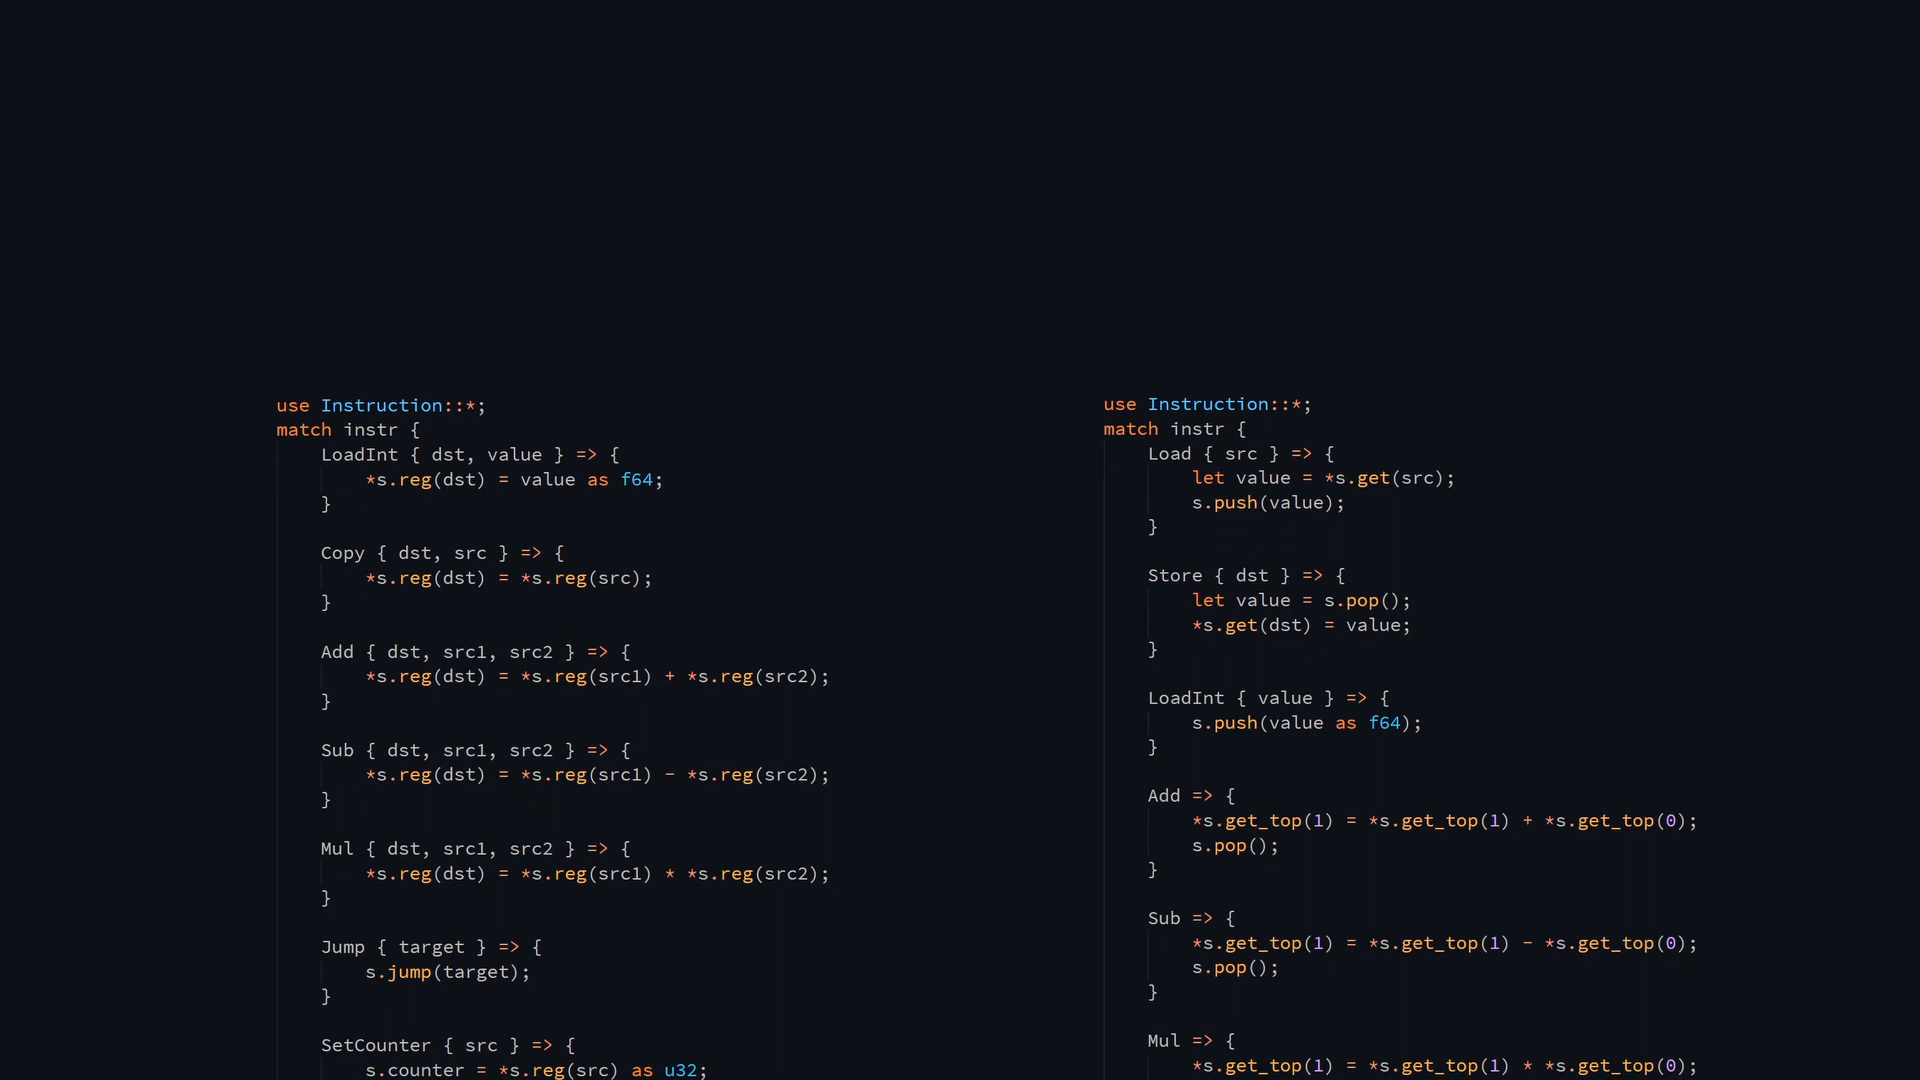 use Instruction::*;
match instr {
    LoadInt { dst, value } => {
        *s.reg(dst) = value as f64;
    }

    Copy { dst, src } => {
        *s.reg(dst) = *s.reg(src);
    }

    Add { dst, src1, src2 } => {
        *s.reg(dst) = *s.reg(src1) + *s.reg(src2);
    }

    Sub { dst, src1, src2 } => {
        *s.reg(dst) = *s.reg(src1) - *s.reg(src2);
    }

    Mul { dst, src1, src2 } => {
        *s.reg(dst) = *s.reg(src1) * *s.reg(src2);
    }

    Jump { target } => {
        s.jump(target);
    }

    SetCounter { src } => {
        s.counter = *s.reg(src) as u32;
use Instruction::*;
match instr {
    Load { src } => {
        let value = *s.get(src);
        s.push(value);
    }

    Store { dst } => {
        let value = s.pop();
        *s.get(dst) = value;
    }

    LoadInt { value } => {
        s.push(value as f64);
    }

    Add => {
        *s.get_top(1) = *s.get_top(1) + *s.get_top(0);
        s.pop();
    }

    Sub => {
        *s.get_top(1) = *s.get_top(1) - *s.get_top(0);
        s.pop();
    }

    Mul => {
        *s.get_top(1) = *s.get_top(1) * *s.get_top(0);